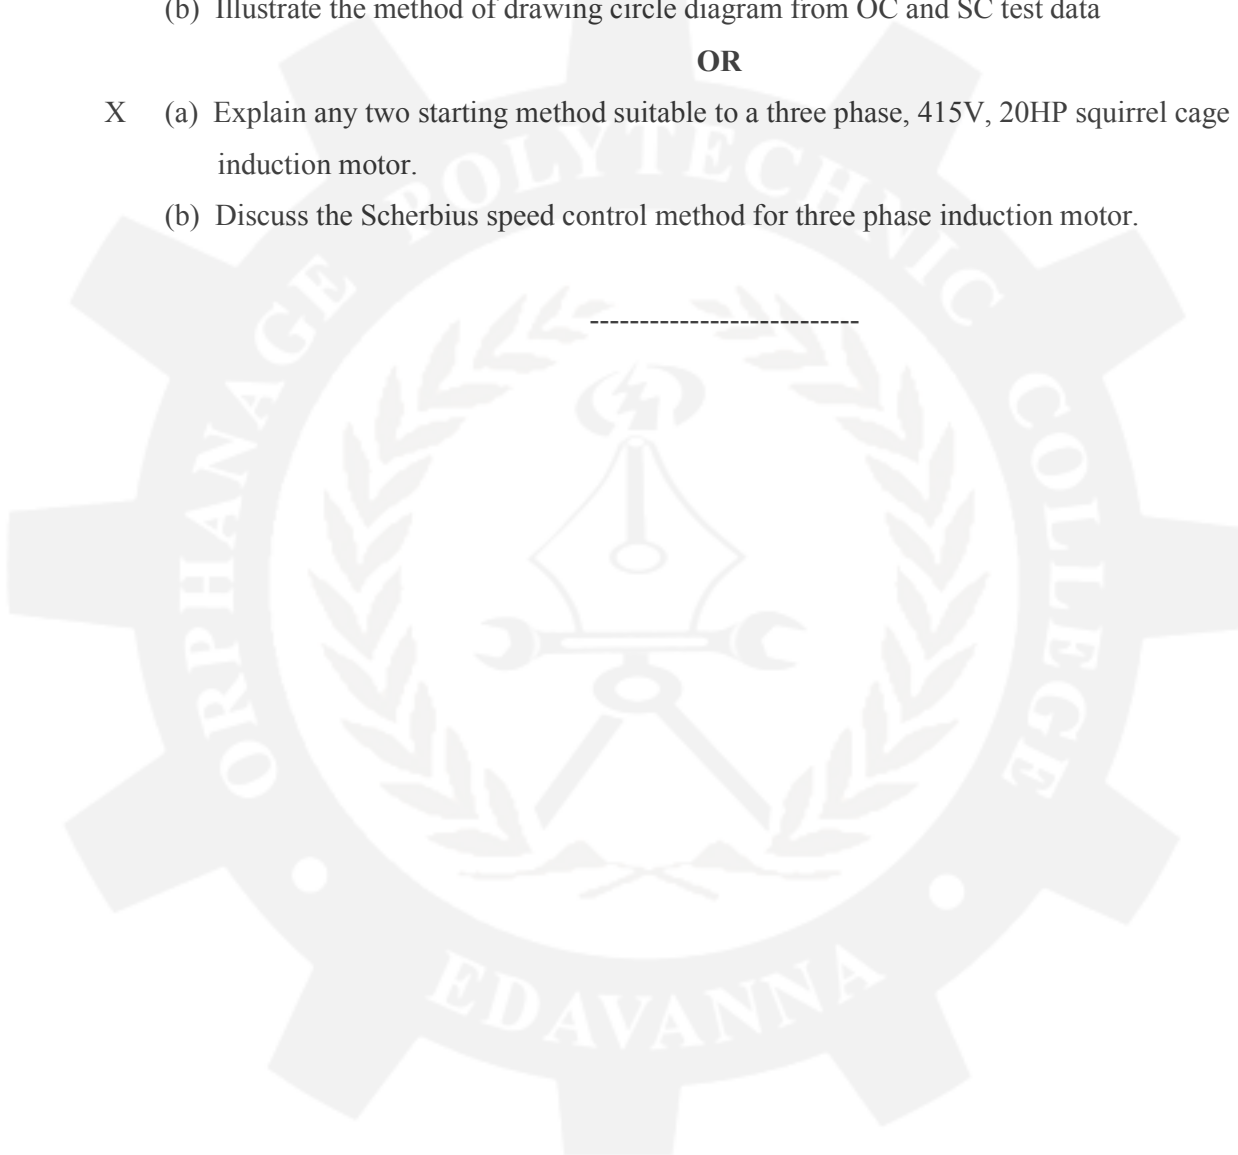 (b) Illustrate the method of drawing circle diagram from OC and SC test data
OR
X (a) Explain any two starting method suitable to a three phase, 415V, 20HP squirrel cage
induction motor.
(b) Discuss the Scherbius speed control method for three phase induction motor.
---------------------------
ORPHANAGE POLYTECHNIC COLLEGE
EDAVANNA